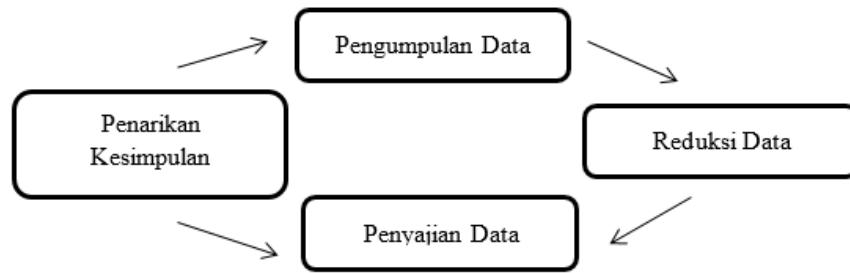 Pengumpulan Data
Penarikan
Kesimpulan
Reduksi Data
Penyajian Data